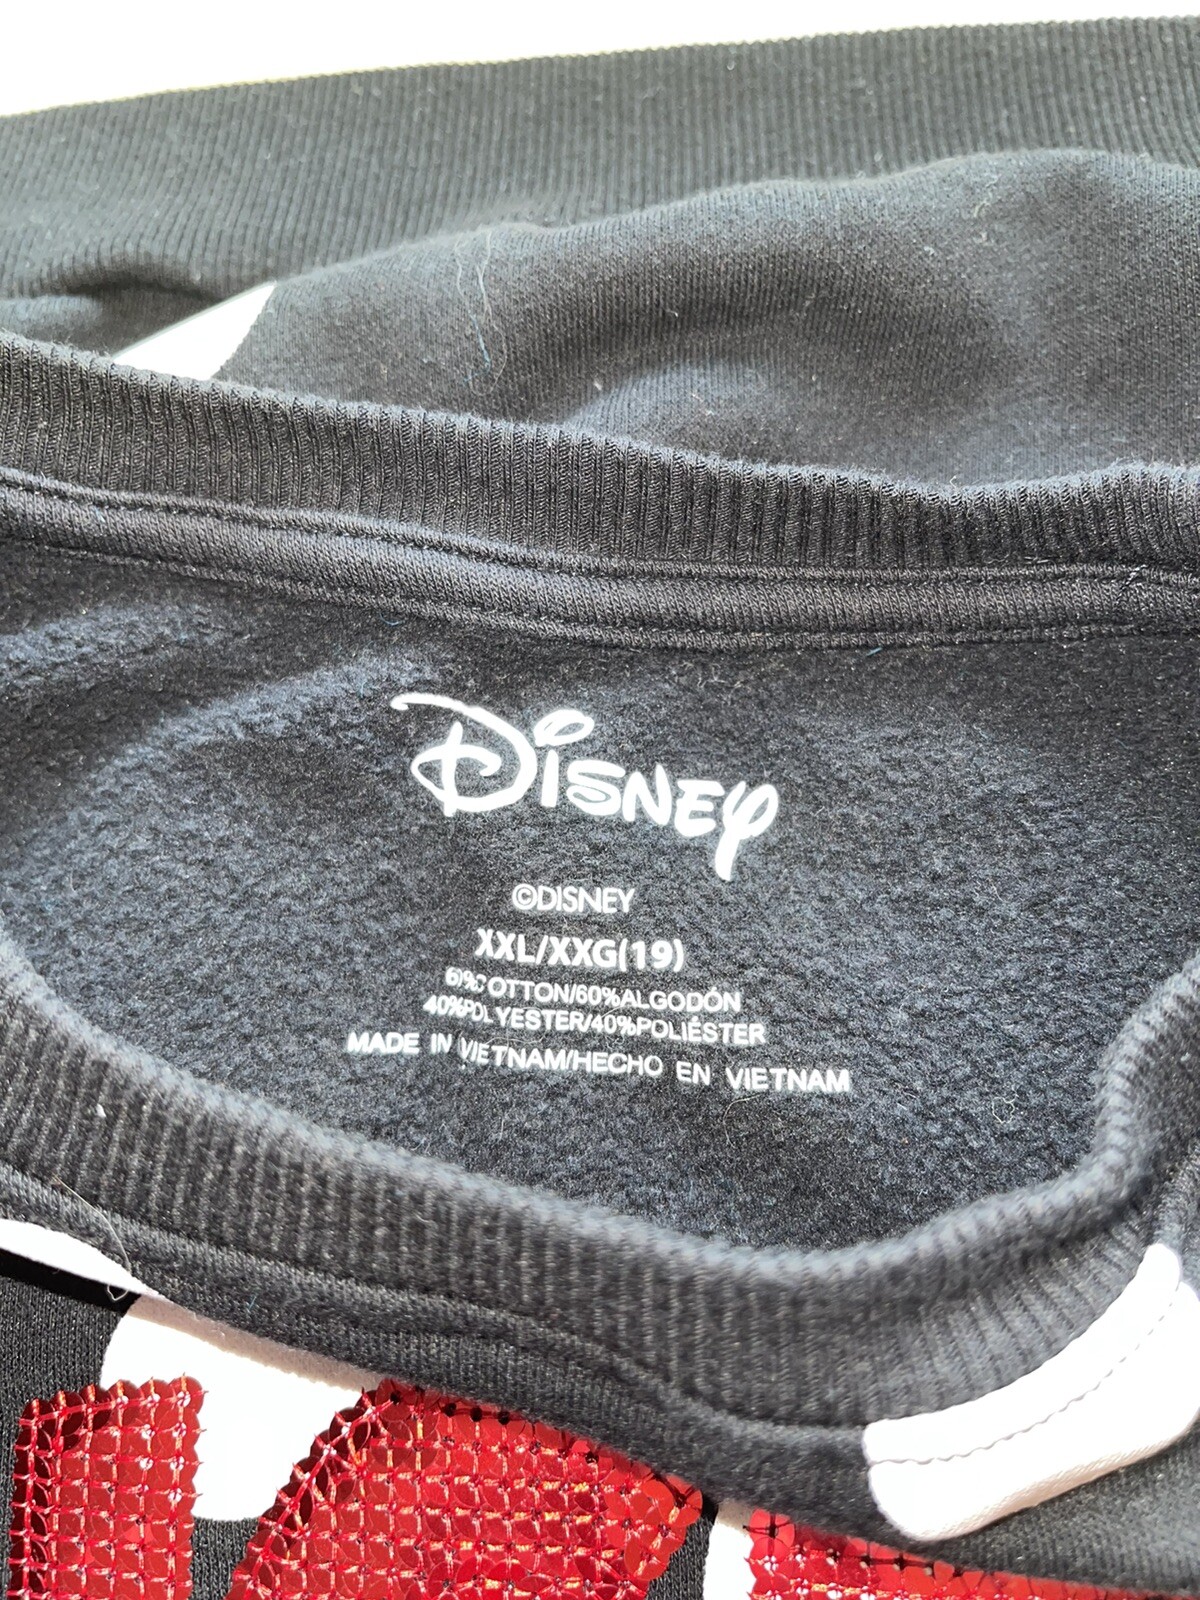 Disney
©DISNEY
XXL/XXG(19)
60%COTTON/60%ALGODÓN
40%POLYESTER/40%POLIÉSTER
MADE IN VIETNAM/HECHO EN VIETNAM